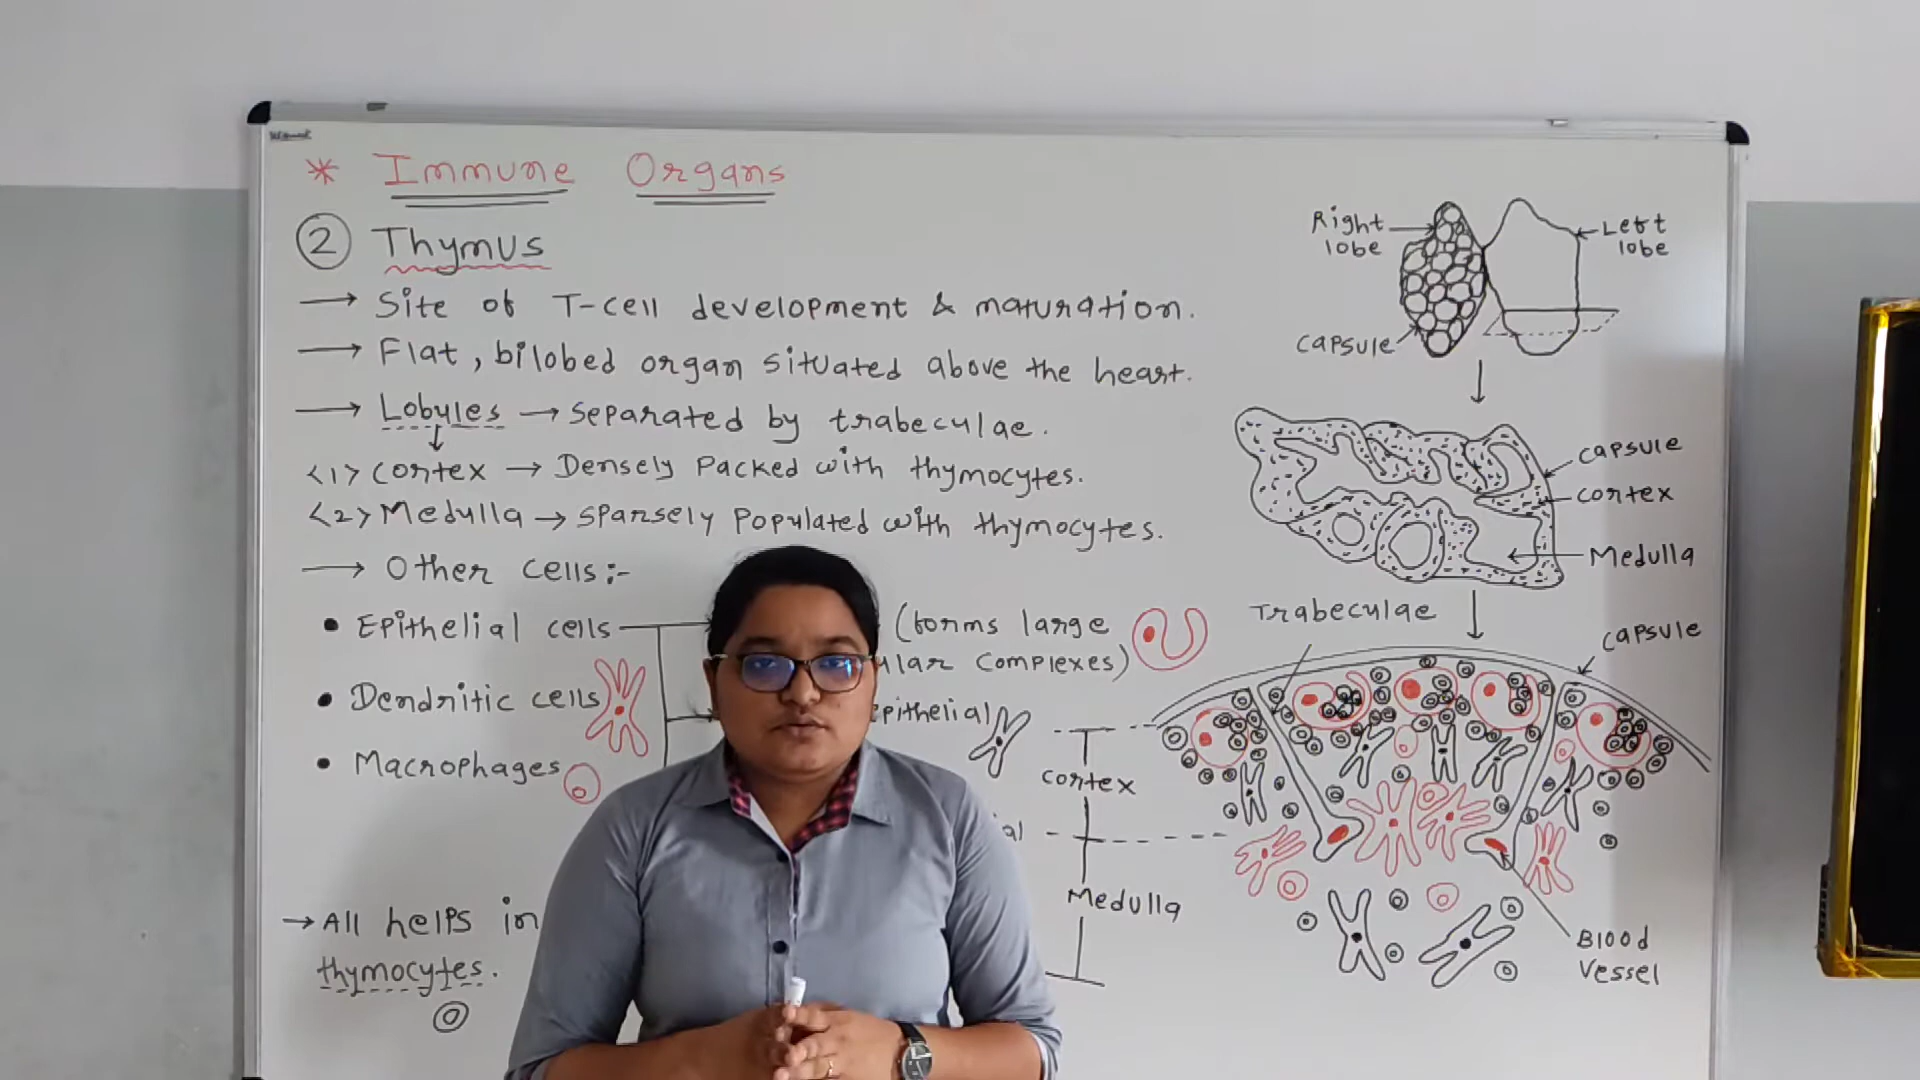 * Immune Organs
② Thymus
→ Site of T-cell development & maturation.
→ Flat, bilobed organ situated above the heart.
→ Lobules → separated by trabeculae.
<1> Cortex → Densely Packed with thymocytes.
<2> Medulla → Sparsely Populated with thymocytes.
→ Other cells:-
• Epithelial cells
(forms large
ular complexes)
• Dendritic cells
epithelial
• Macrophages
ial
→ All helps in
thymocytes.
Right lobe
Left lobe
Capsule
Capsule
Cortex
Medulla
Trabeculae
Capsule
Cortex
Medulla
Blood
Vessel